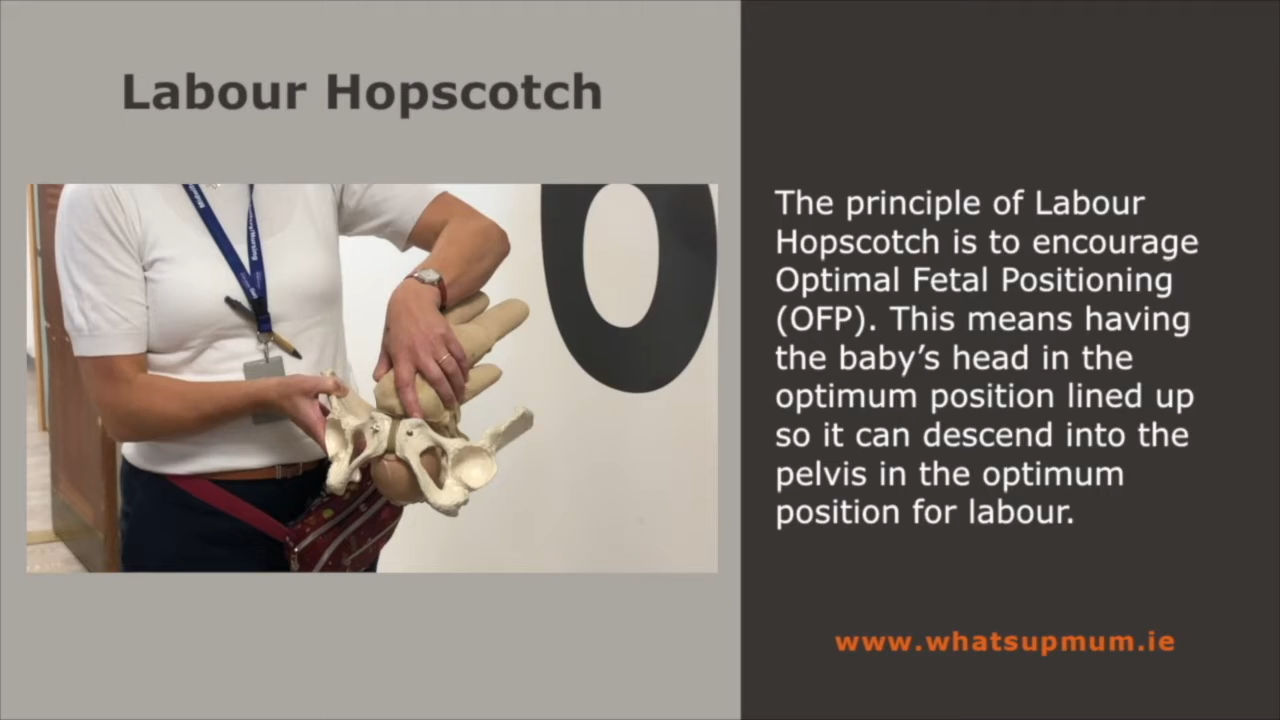 Labour Hopscotch
The principle of Labour
Hopscotch is to encourage
Optimal Fetal Positioning
(OFP). This means having
the baby’s head in the
optimum position lined up
so it can descend into the
pelvis in the optimum
position for labour.
www.whatsupmum.ie